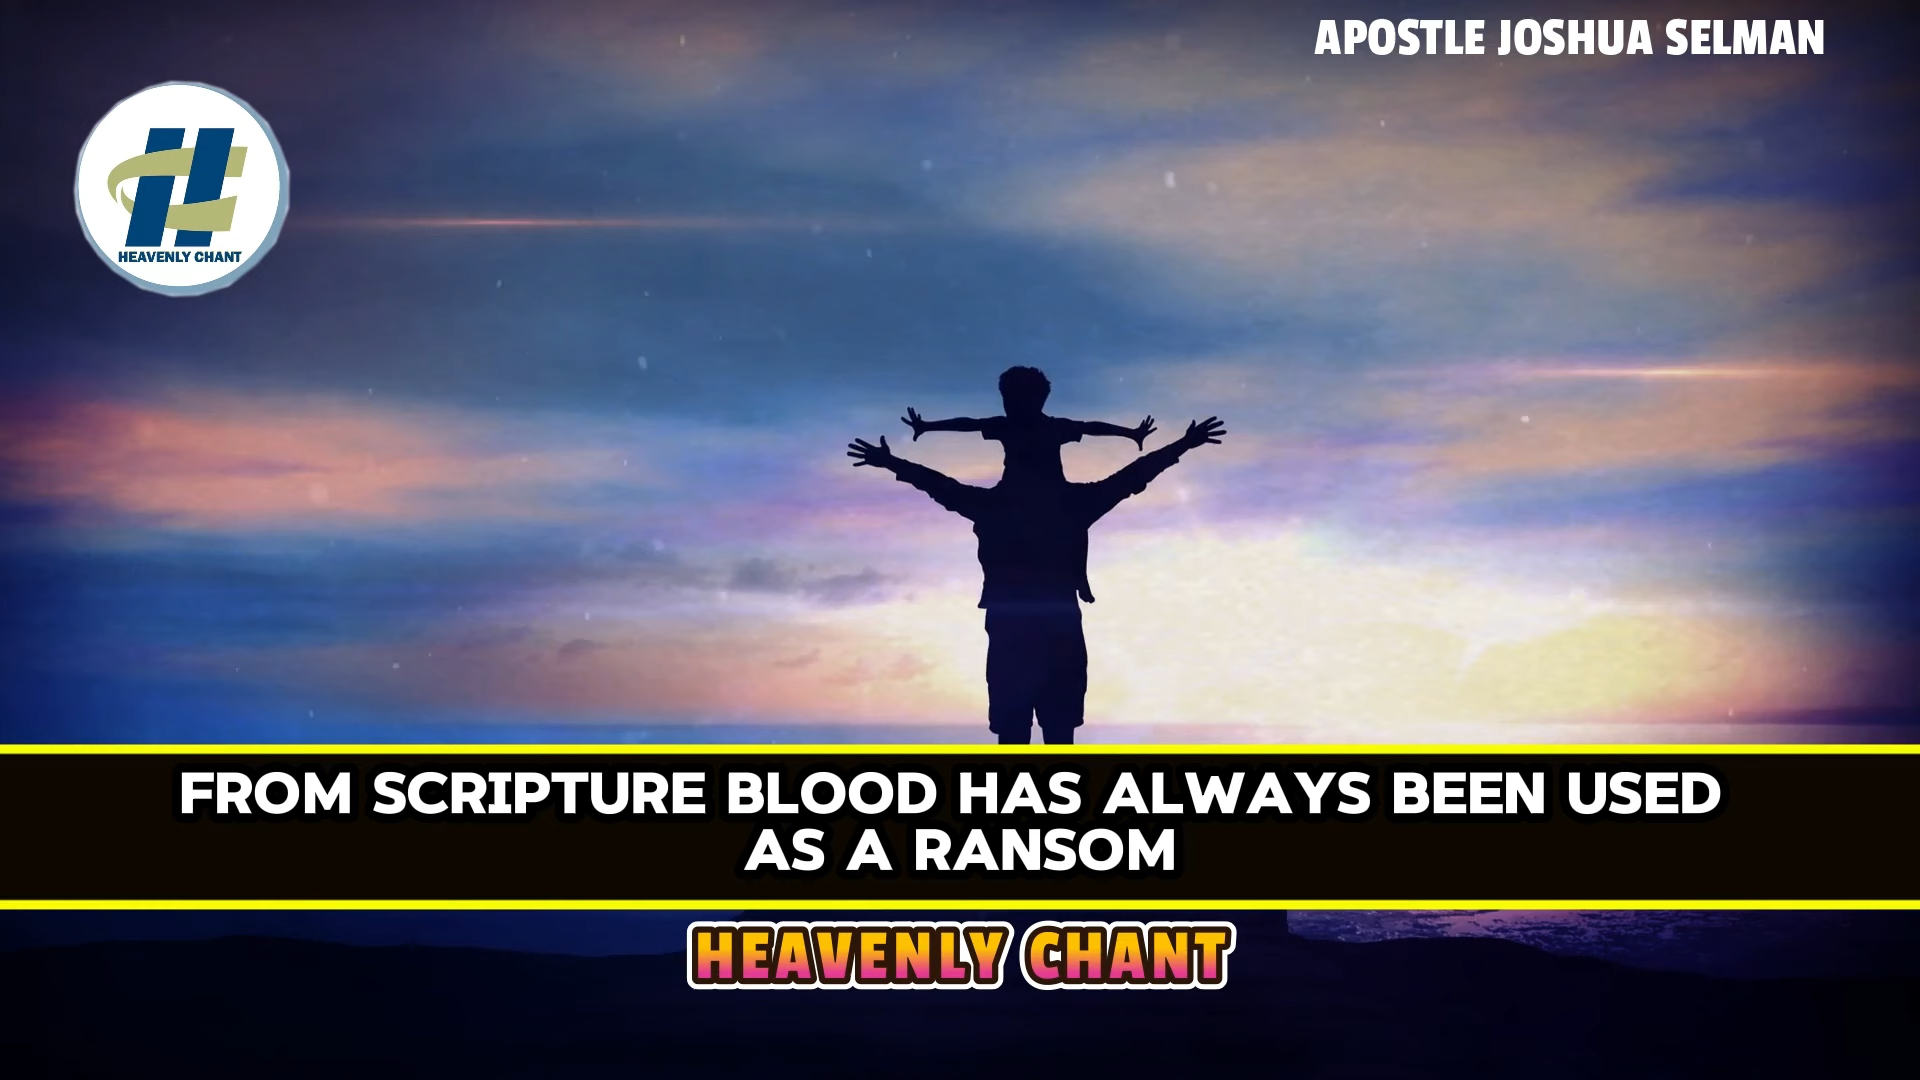 APOSTLE JOSHUA SELMAN
HEAVENLY CHANT
FROM SCRIPTURE BLOOD HAS ALWAYS BEEN USED
AS A RANSOM
HEAVENLY CHANT